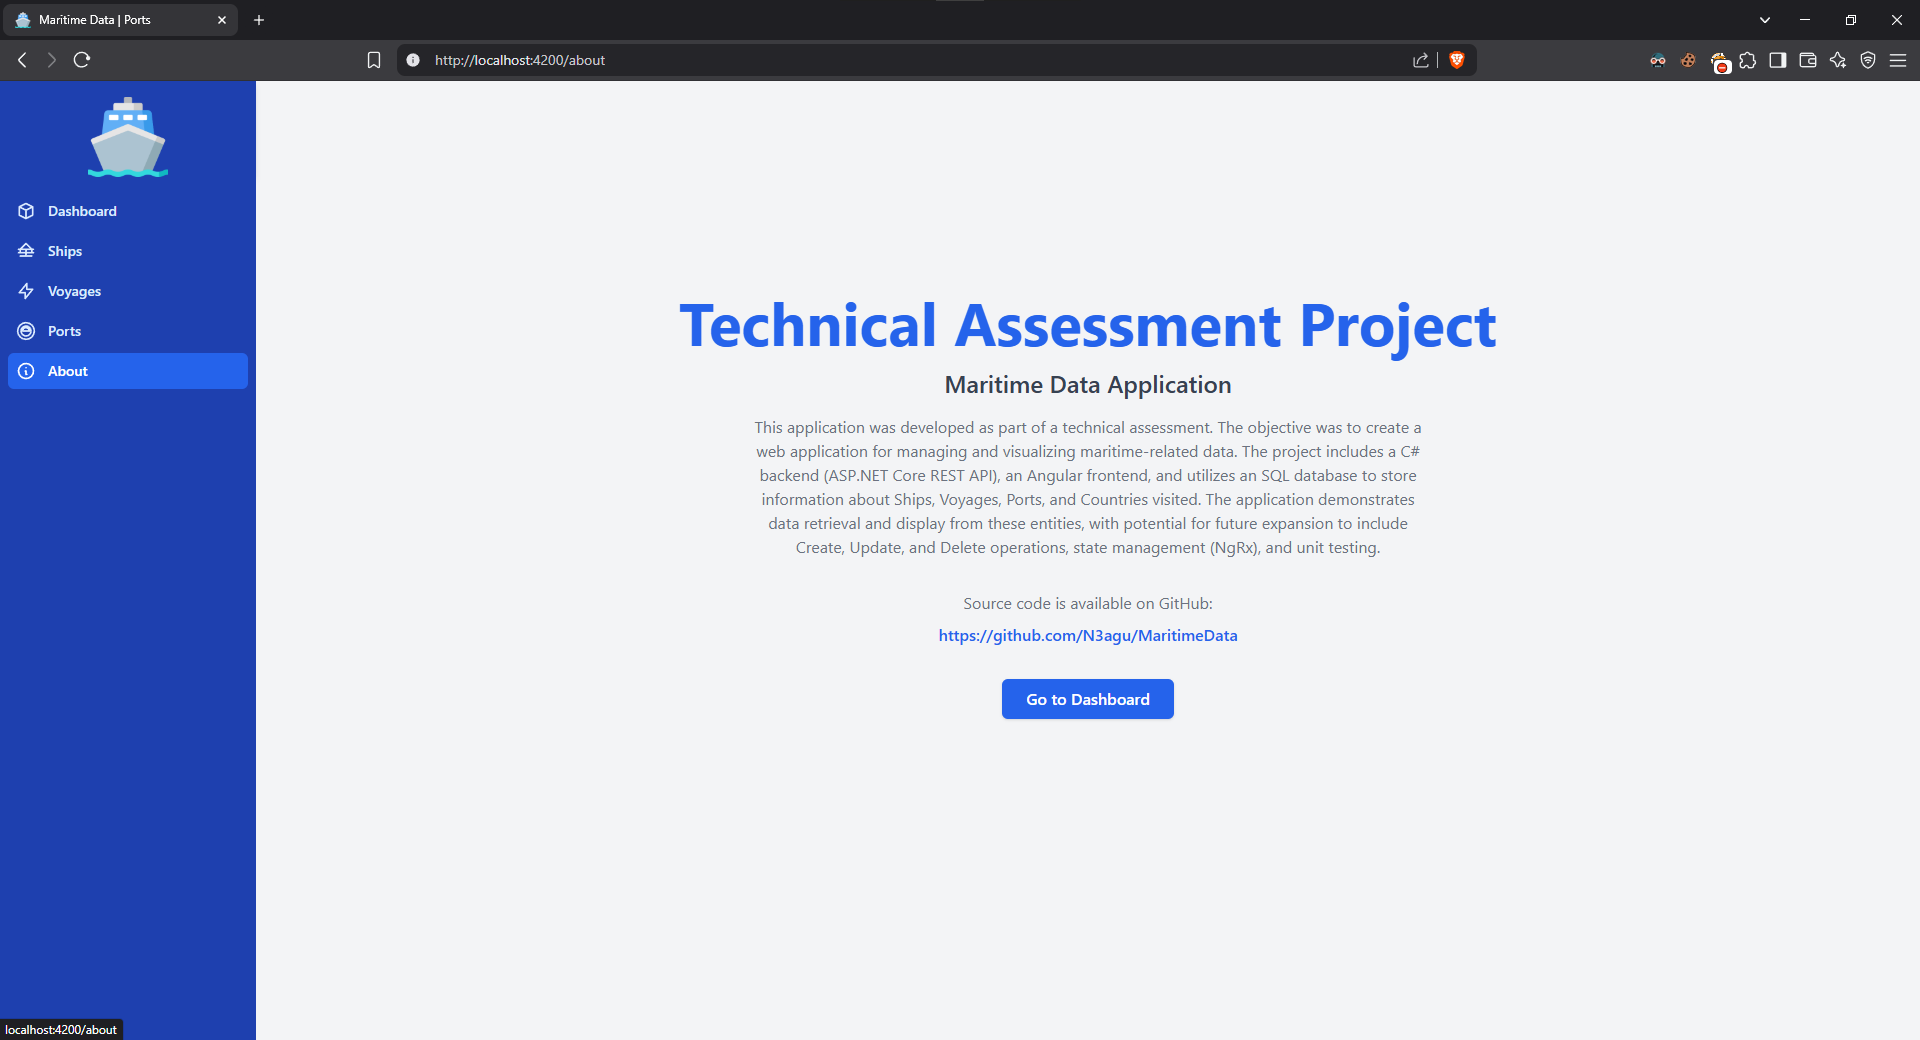 Maritime Data | Ports
http://localhost:4200/about
Dashboard
Ships
Voyages
Ports
About
Technical Assessment Project
Maritime Data Application
This application was developed as part of a technical assessment. The objective was to create a
web application for managing and visualizing maritime-related data. The project includes a C#
backend (ASP.NET Core REST API), an Angular frontend, and utilizes an SQL database to store
information about Ships, Voyages, Ports, and Countries visited. The application demonstrates
data retrieval and display from these entities, with potential for future expansion to include
Create, Update, and Delete operations, state management (NgRx), and unit testing.
Source code is available on GitHub:
https://github.com/N3agu/MaritimeData
Go to Dashboard
localhost:4200/about